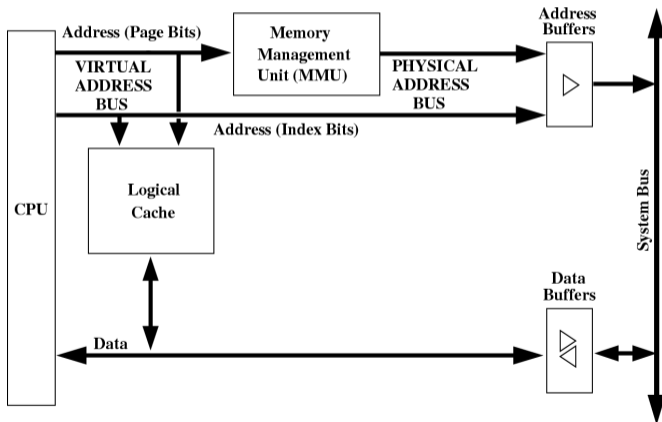 Address (Page Bits)
Memory
Management
Unit (MMU)
Address
Buffers
VIRTUAL
ADDRESS
BUS
PHYSICAL
ADDRESS
BUS
Address (Index Bits)
Logical
Cache
CPU
System Bus
Data
Buffers
Data